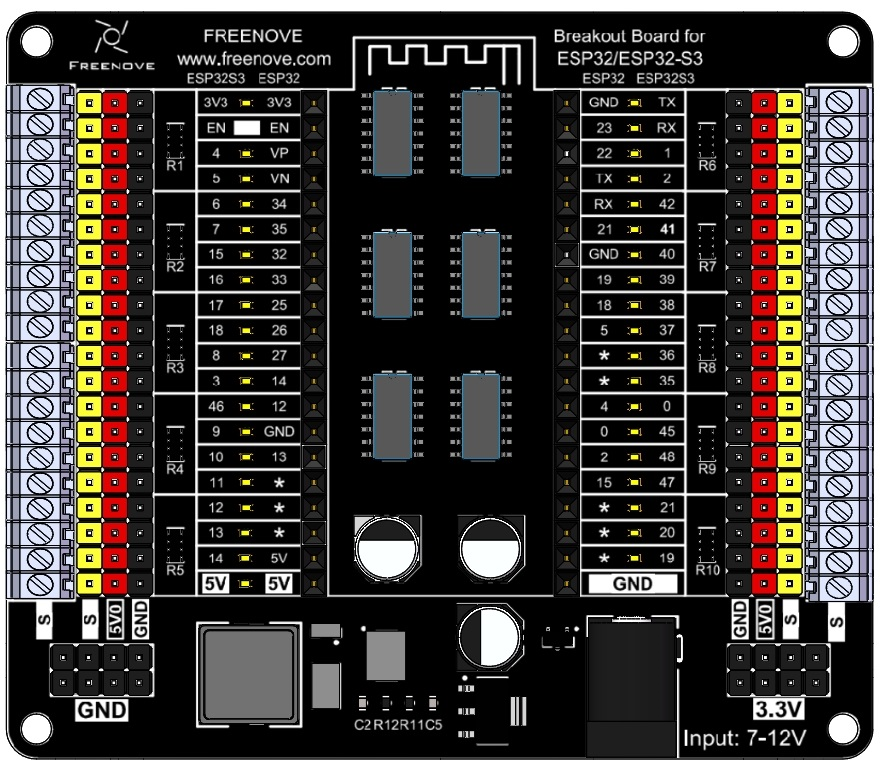 FREENOVE
FREENOVE
www.freenove.com
Breakout Board for
ESP32/ESP32-S3
ESP32S3 ESP32
ESP32 ESP32S3
3V3 3V3
EN EN
4 VP
5 VN
6 34
7 35
15 32
16 33
17 25
18 26
8 27
3 14
46 12
9 GND
10 13
11 *
12 *
13 *
14 5V
5V 5V
R1
R2
R3
R4
R5
GND TX
23 RX
22 1
TX 2
RX 42
21 41
GND 40
19 39
18 38
5 37
* 36
* 35
4 0
0 45
2 48
15 47
* 21
* 20
* 19
GND
R6
R7
R8
R9
R10
S
S
5V0
GND
GND
5V0
S
S
GND
C2 R12 R11 C5
3.3V
Input: 7-12V